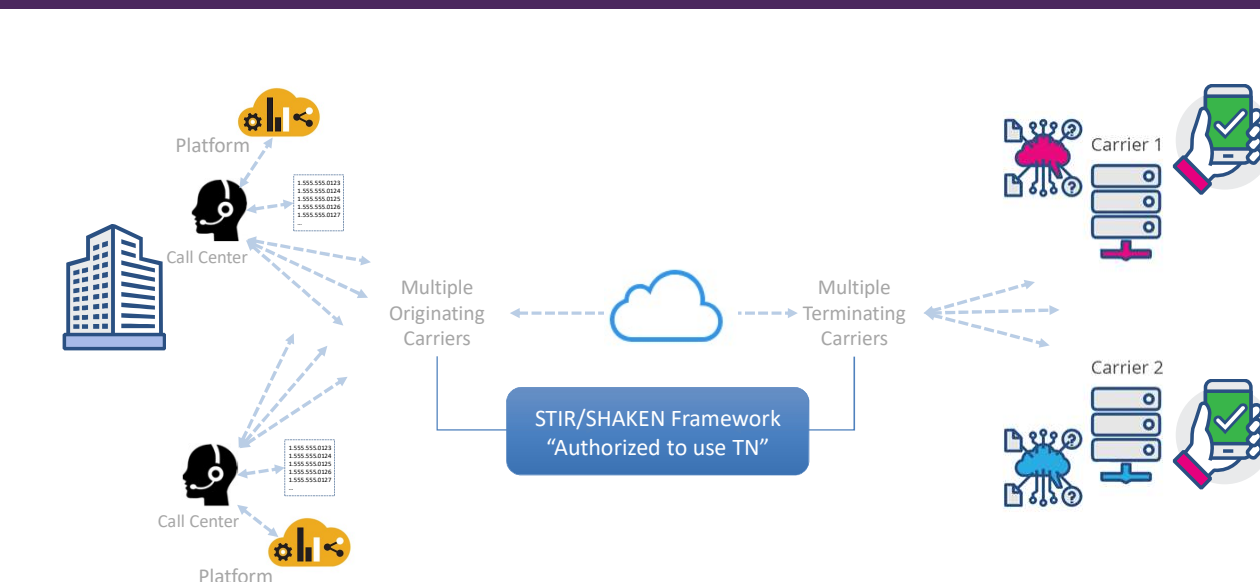 Platform
1.555.555.0123
1.555.555.0124
1.555.555.0125
1.555.555.0126
1.555.555.0127
...
Call Center
Multiple
Originating
Carriers
Multiple
Terminating
Carriers
Carrier 1
STIR/SHAKEN Framework
“Authorized to use TN”
Carrier 2
1.555.555.0123
1.555.555.0124
1.555.555.0125
1.555.555.0126
1.555.555.0127
...
Call Center
Platform